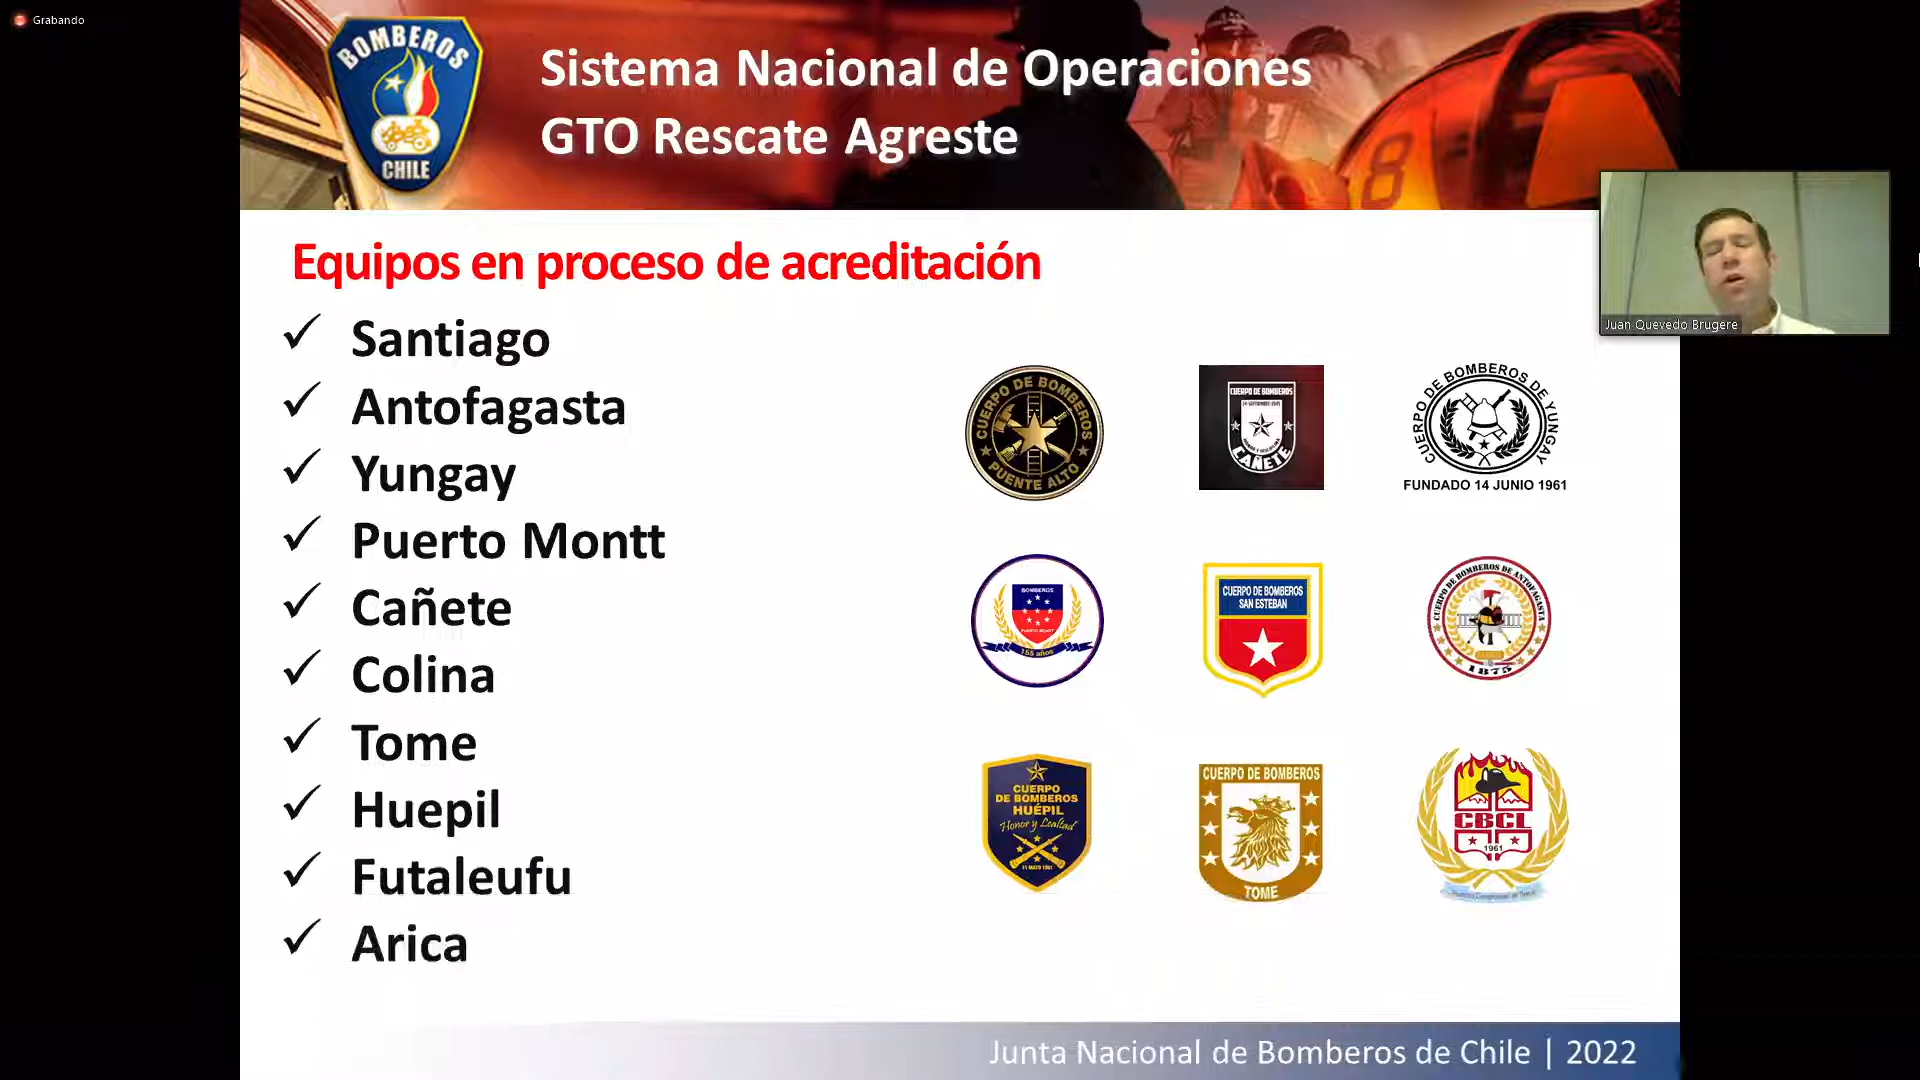 Grabando
BOMBEROS
CHILE
Sistema Nacional de Operaciones
GTO Rescate Agreste
8
Juan Quevedo Brugere
Equipos en proceso de acreditación
Santiago
Antofagasta
Yungay
Puerto Montt
Cañete
Colina
Tome
Huepil
Futaleufu
Arica
CUERPO DE BOMBEROS
PUENTE ALTO
CUERPO DE BOMBEROS
CAÑETE
CUERPO DE BOMBEROS DE YUNGAY
FUNDADO 14 JUNIO 1961
BOMBEROS
PUERTO MONTT
155 años
CUERPO DE BOMBEROS
SAN ESTEBAN
CUERPO DE BOMBEROS DE ANTOFAGASTA
1875
CUERPO
DE BOMBEROS
HUÉPIL
Honor y Lealtad
CUERPO DE BOMBEROS
TOME
CBCL
1961
Junta Nacional de Bomberos de Chile | 2022